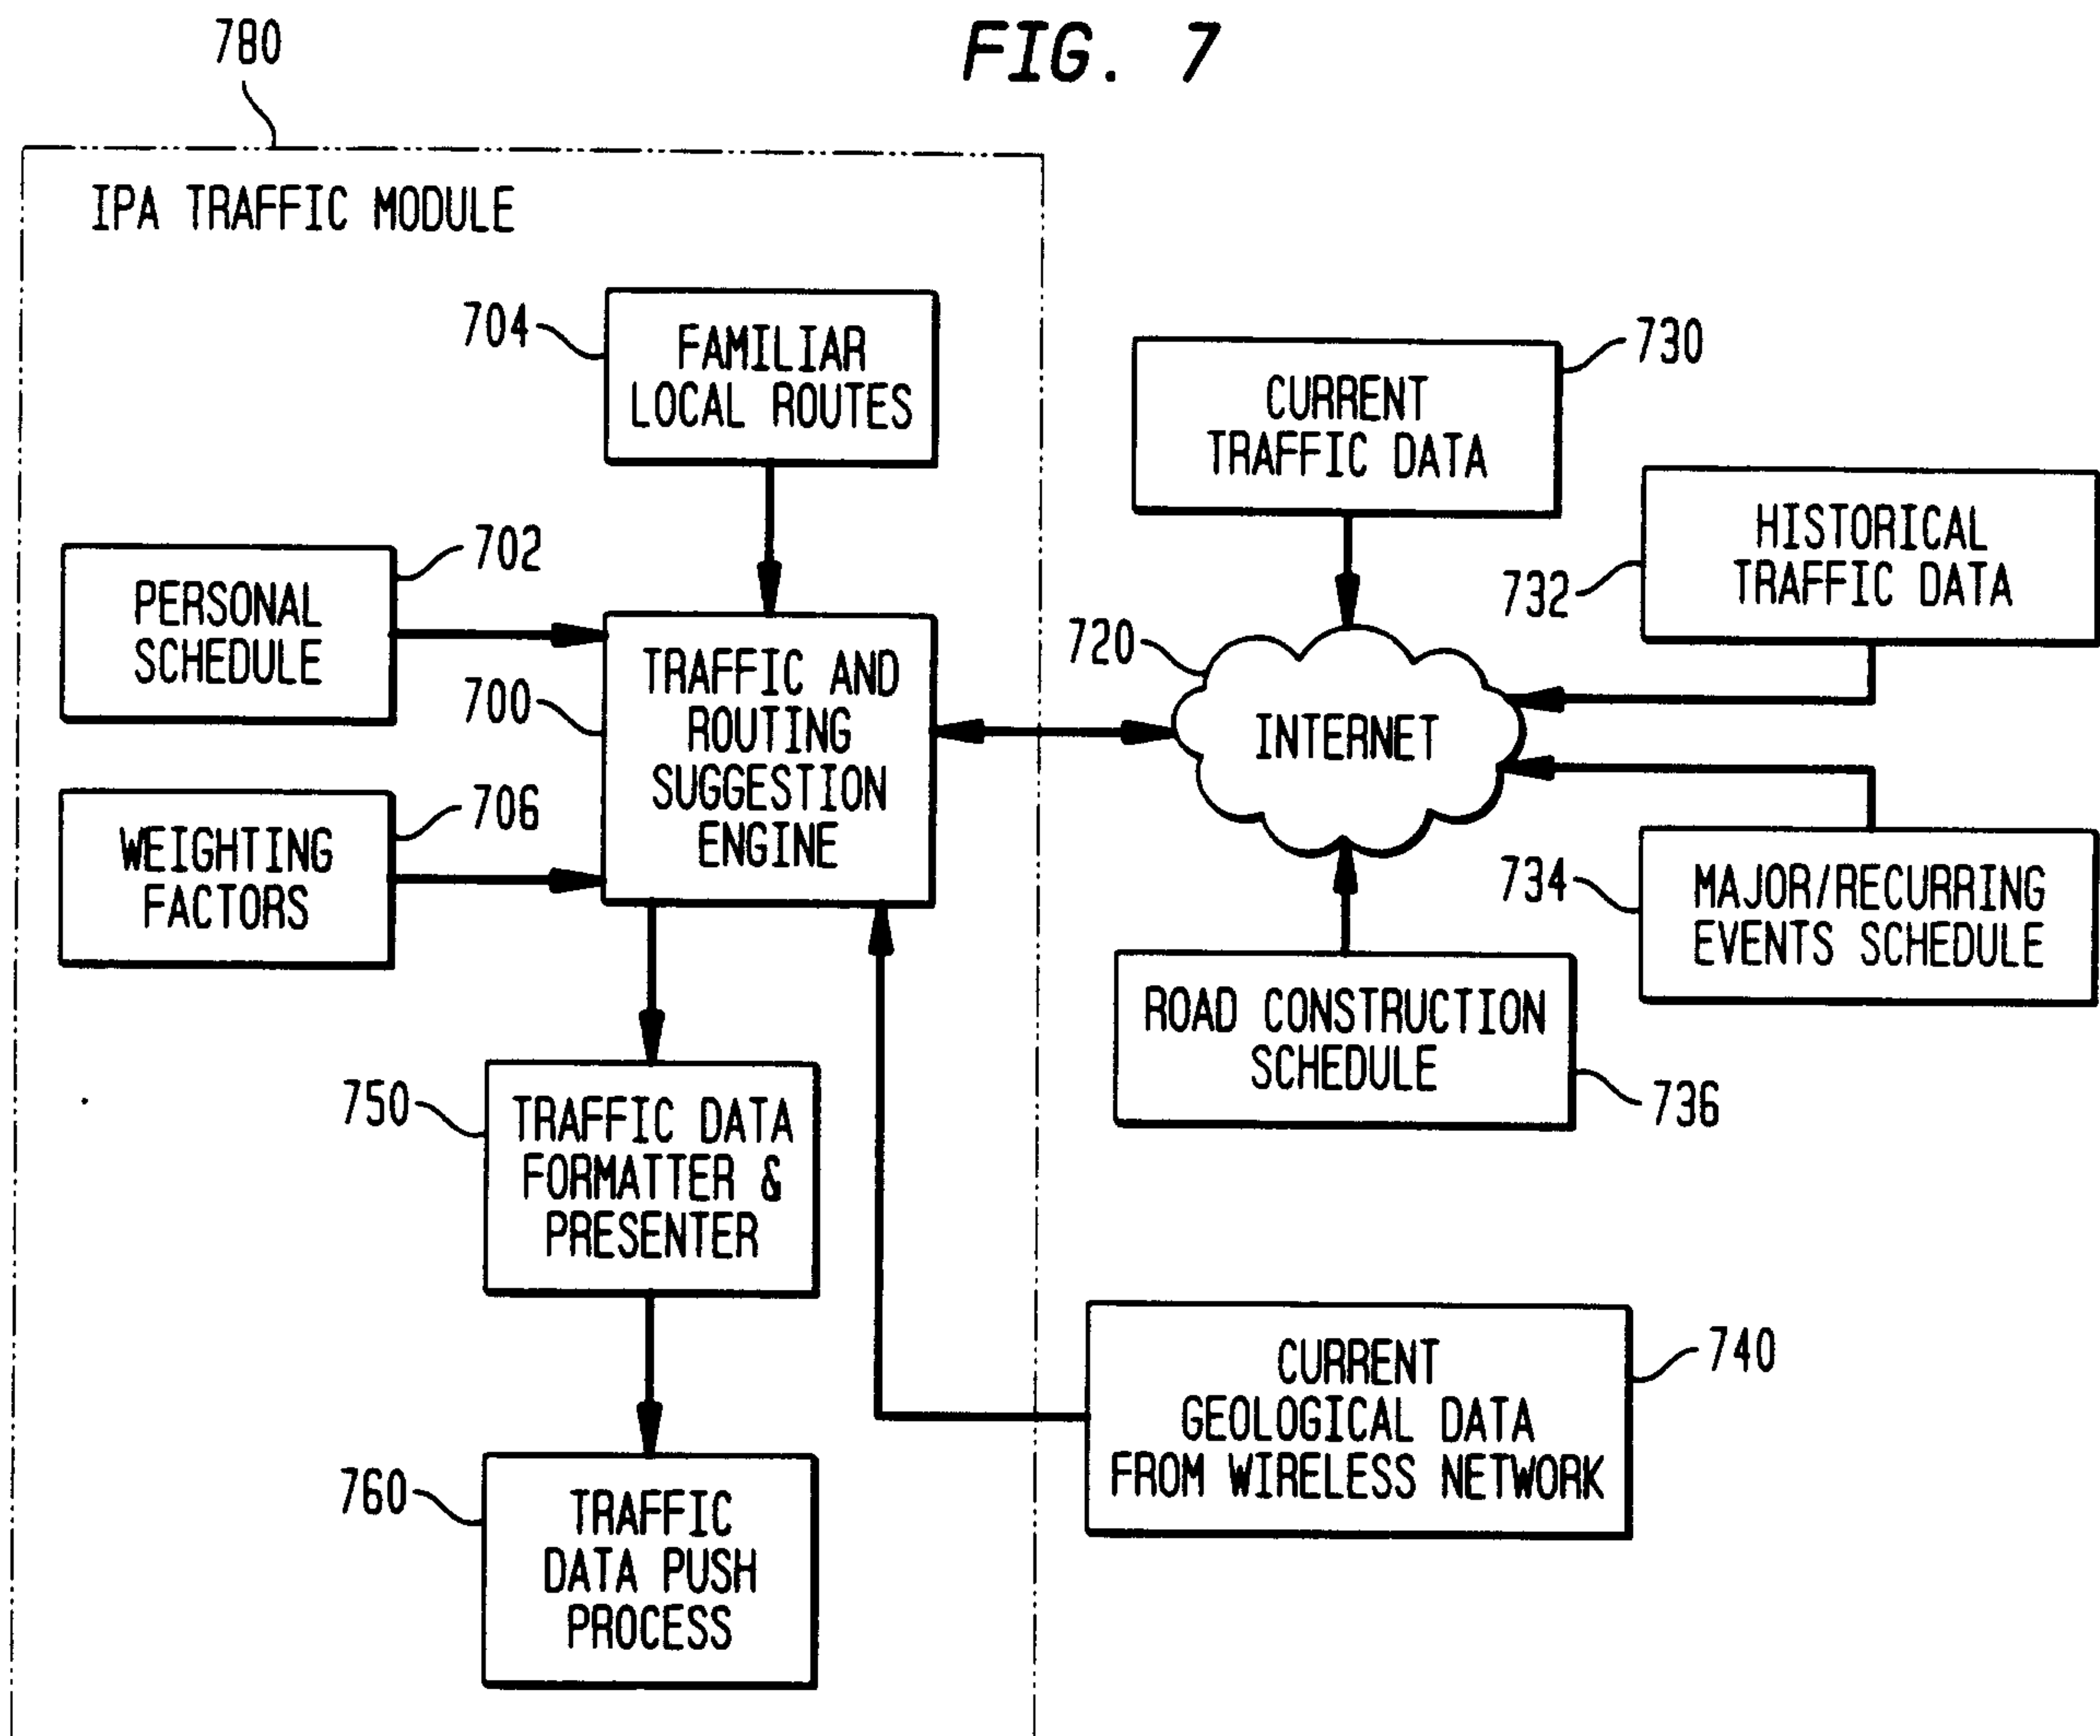 FIG. 7
780
IPA TRAFFIC MODULE
704
FAMILIAR
LOCAL ROUTES
702
PERSONAL
SCHEDULE
700
TRAFFIC AND
ROUTING
SUGGESTION
ENGINE
706
WEIGHTING
FACTORS
750
TRAFFIC DATA
FORMATTER &
PRESENTER
760
TRAFFIC
DATA PUSH
PROCESS
730
CURRENT
TRAFFIC DATA
732
HISTORICAL
TRAFFIC DATA
720
INTERNET
734
MAJOR/RECURRING
EVENTS SCHEDULE
ROAD CONSTRUCTION
SCHEDULE
736
740
CURRENT
GEOLOGICAL DATA
FROM WIRELESS NETWORK